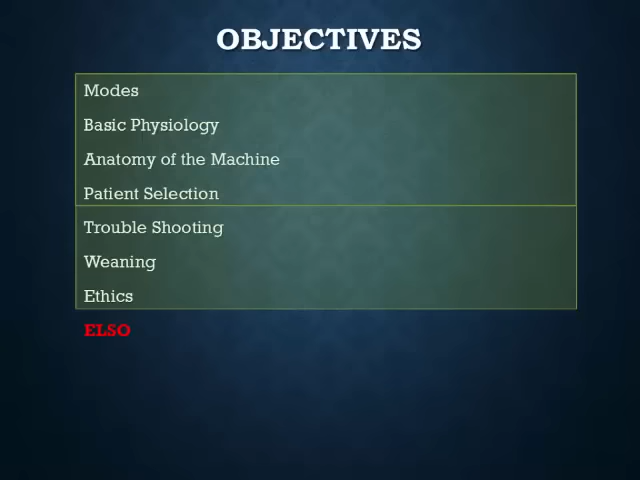 OBJECTIVES
Modes
Basic Physiology
Anatomy of the Machine
Patient Selection
Trouble Shooting
Weaning
Ethics
ELSO